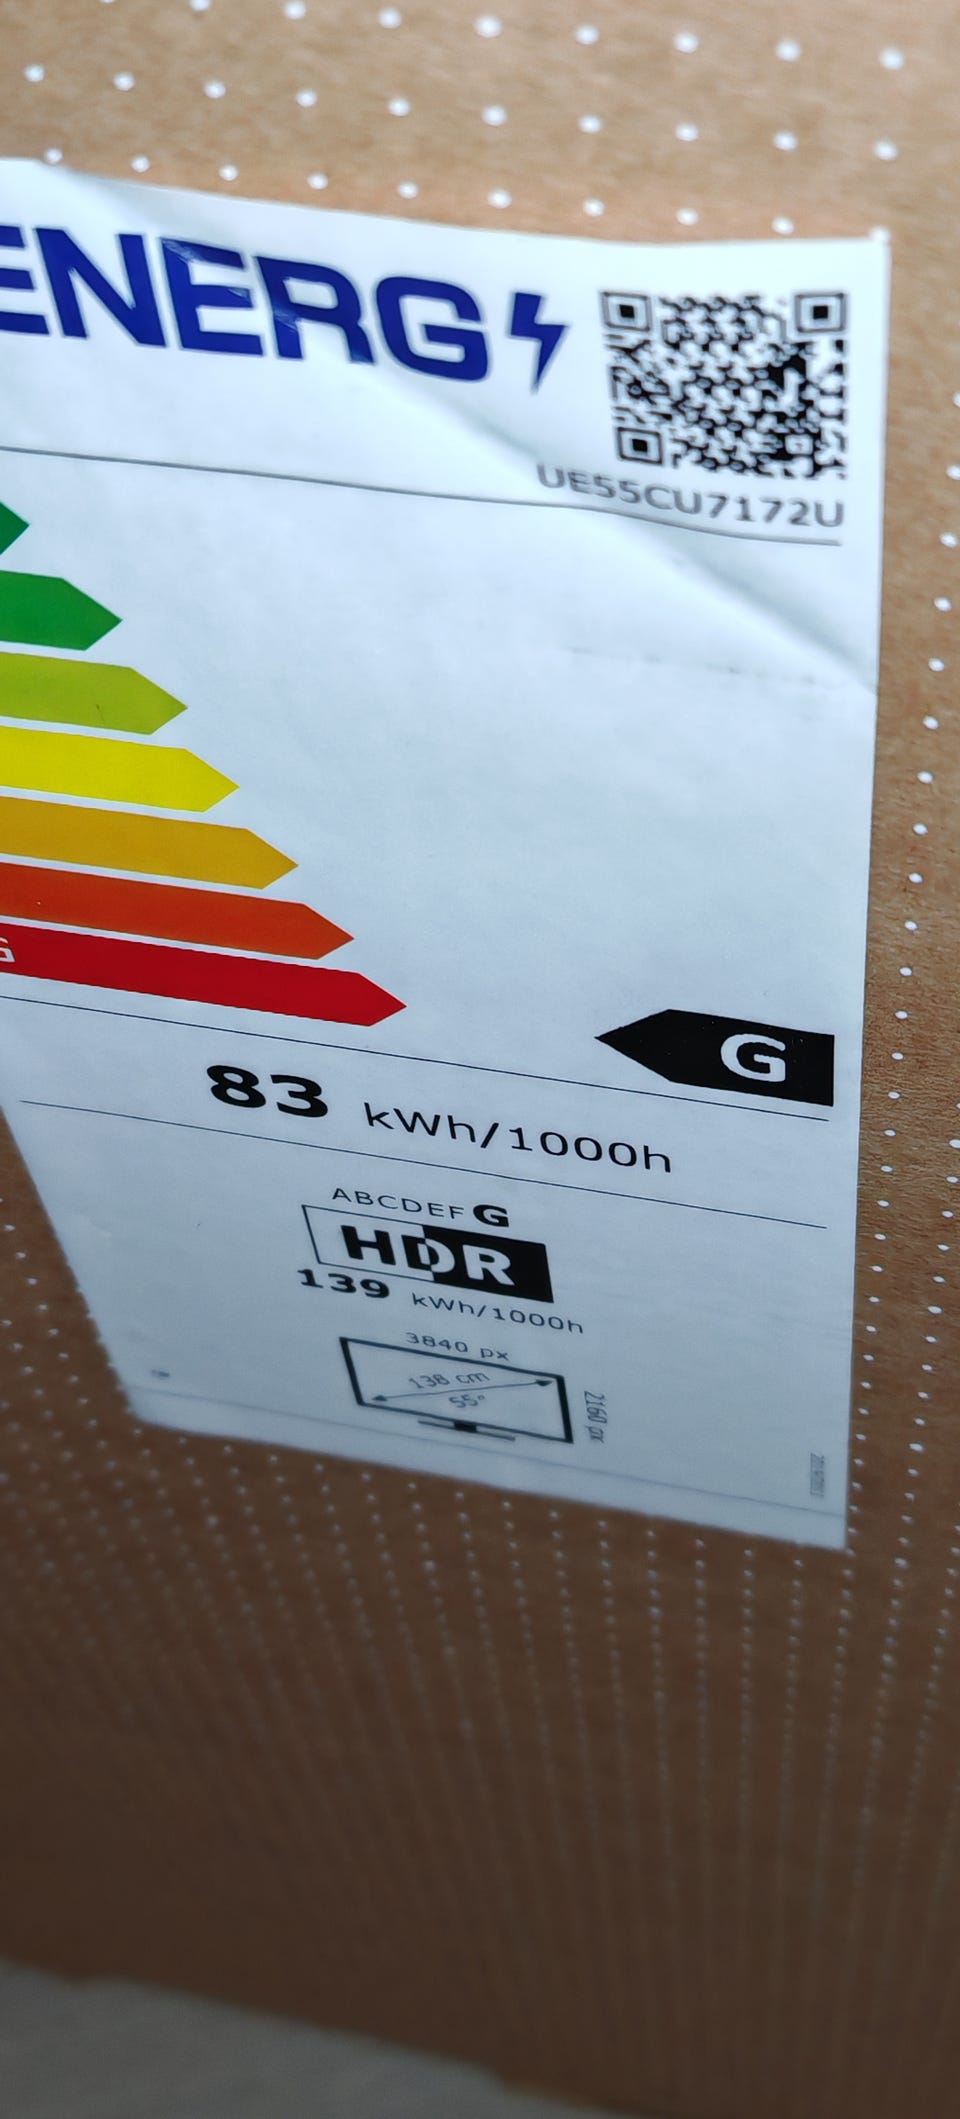 ENERG
UE55CU7172U
G
G
83 kWh/1000h
ABCDEFG
HDR
139 kWh/1000h
3840 px
138 cm
55"
2160 px